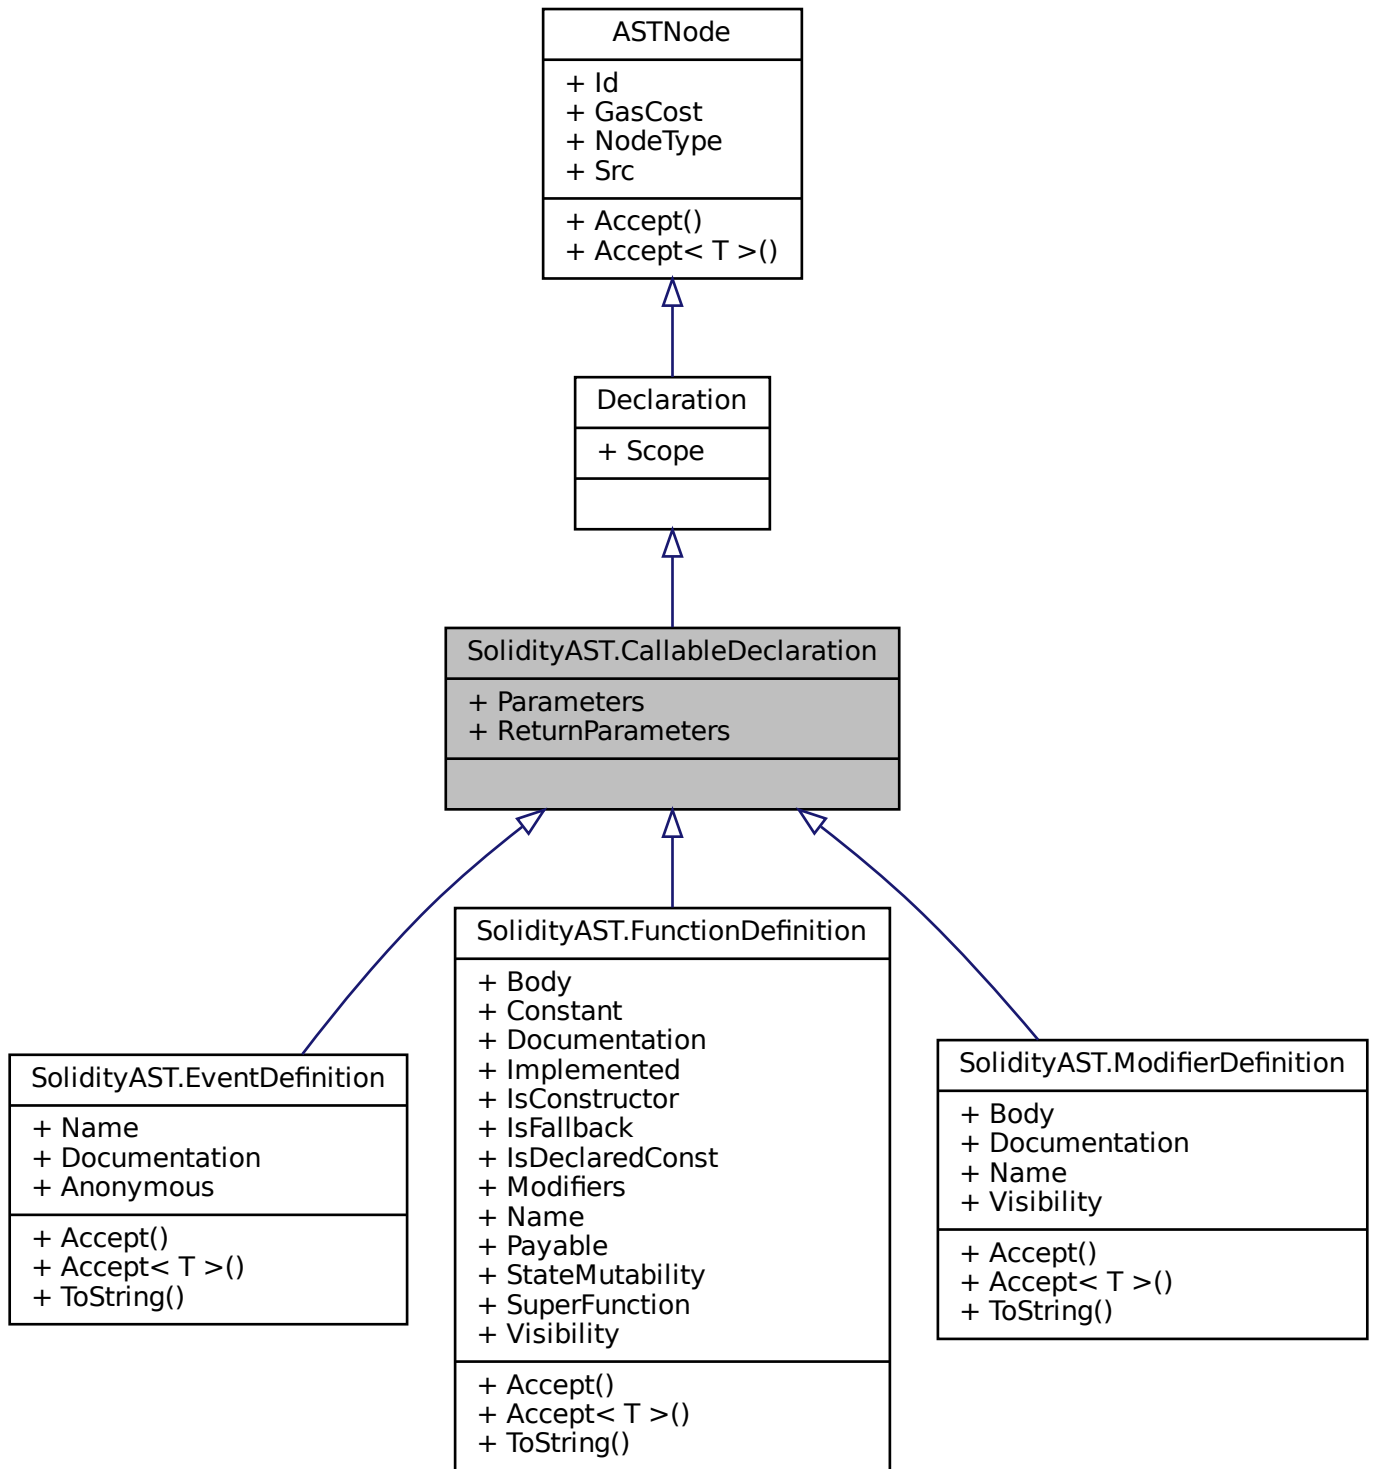 ASTNode
+ Id
+ GasCost
+ NodeType
+ Src
+ Accept()
+ Accept< T >()
Declaration
+ Scope
SolidityAST.CallableDeclaration
+ Parameters
+ ReturnParameters
SolidityAST.EventDefinition
+ Name
+ Documentation
+ Anonymous
+ Accept()
+ Accept< T >()
+ ToString()
SolidityAST.FunctionDefinition
+ Body
+ Constant
+ Documentation
+ Implemented
+ IsConstructor
+ IsFallback
+ IsDeclaredConst
+ Modifiers
+ Name
+ Payable
+ StateMutability
+ SuperFunction
+ Visibility
+ Accept()
+ Accept< T >()
+ ToString()
SolidityAST.ModifierDefinition
+ Body
+ Documentation
+ Name
+ Visibility
+ Accept()
+ Accept< T >()
+ ToString()